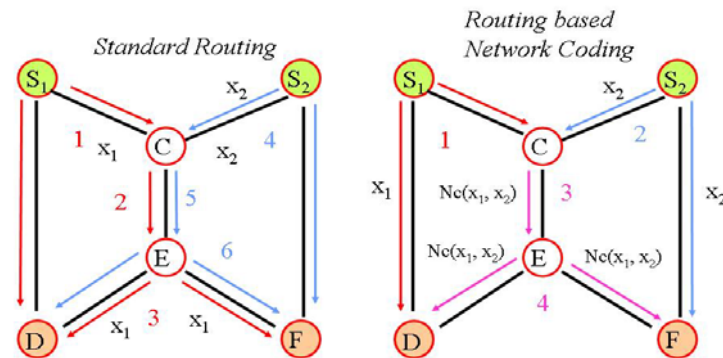 Standard Routing
S1
S2
x2
1
x1
C
x2
4
2
5
E
6
D
x1
3
x1
F
Routing based
Network Coding
S1
S2
x2
1
2
C
x1
Nc(x1, x2)
3
x2
Nc(x1, x2)
E
Nc(x1, x2)
4
D
F